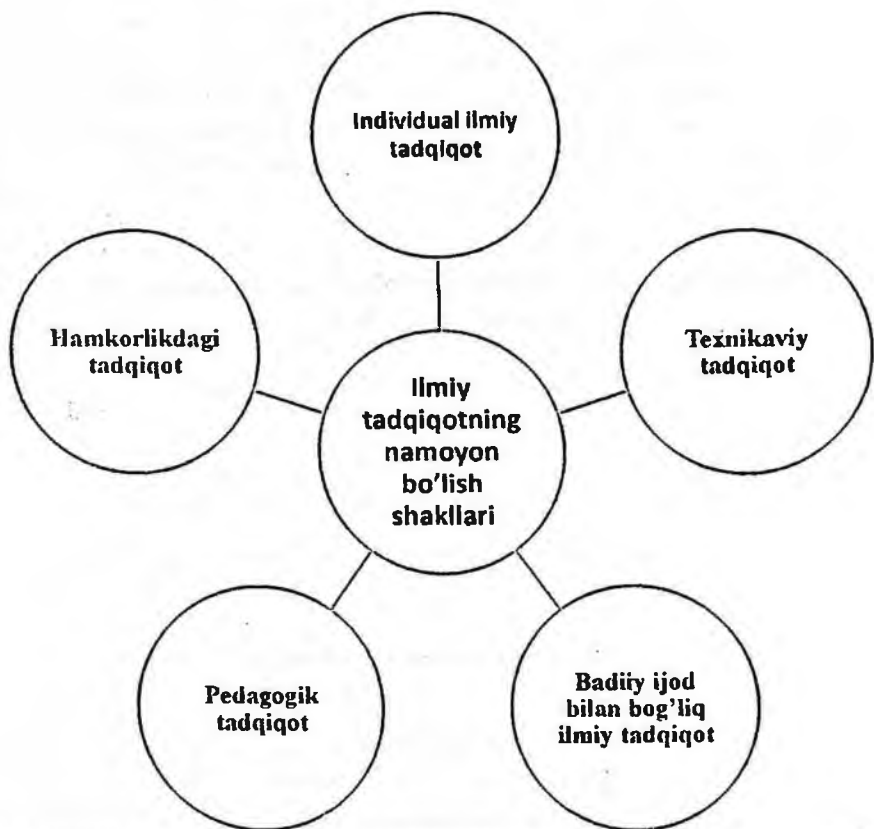 Individual ilmiy
tadqiqot
Hamkorlikdagi
tadqiqot
Texnikaviy
tadqiqot
Ilmiy
tadqiqotning
namoyon
bo'lish
shakllari
Pedagogik
tadqiqot
Badiiy ijod
bilan bog'liq
ilmiy tadqiqot